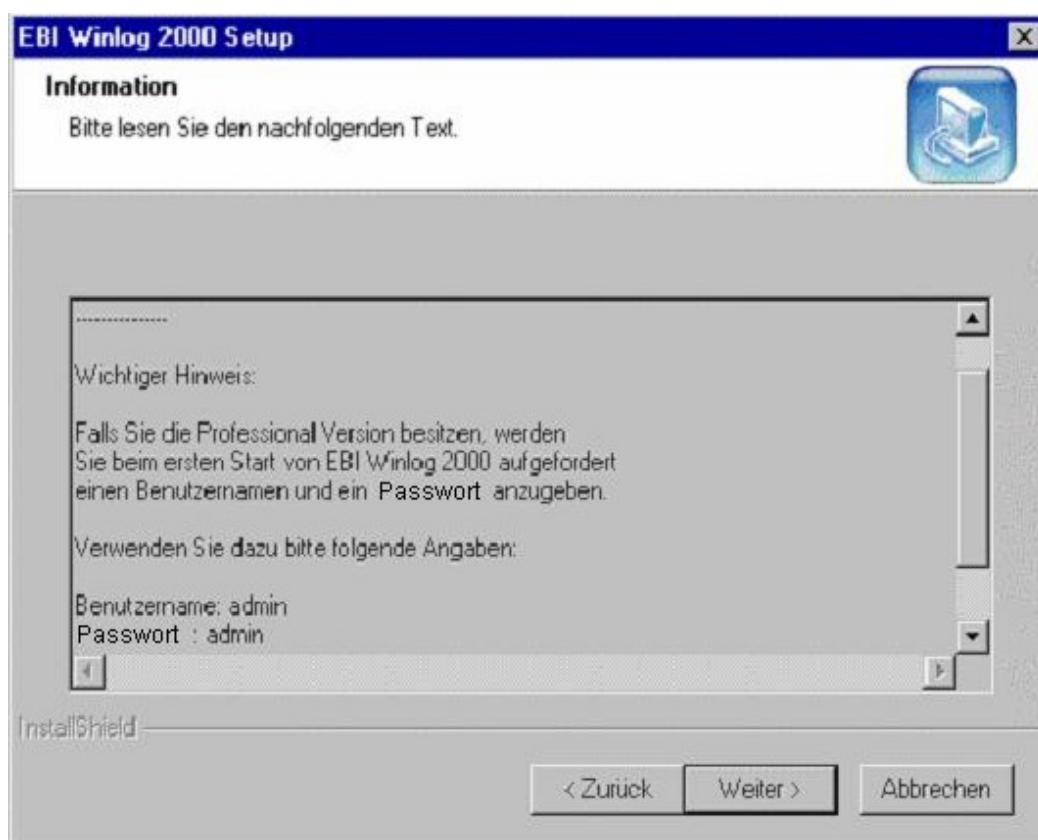 EBI Winlog 2000 Setup
Information
Bitte lesen Sie den nachfolgenden Text.
---------------
Wichtiger Hinweis:
Falls Sie die Professional Version besitzen, werden
Sie beim ersten Start von EBI Winlog 2000 aufgefordert
einen Benutzernamen und ein Passwort anzugeben.
Verwenden Sie dazu bitte folgende Angaben:
Benutzername: admin
Passwort : admin
InstallShield
< Zurück
Weiter >
Abbrechen